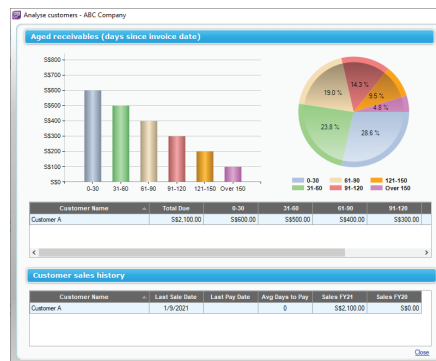 Analyse customers - ABC Company
Aged receivables (days since invoice date)
S$800
S$700
S$600
S$500
S$400
S$300
S$200
S$100
S$0
0-30 31-60 61-90 91-120 121-150 Over 150
14.3 %
19.0 %
9.5 %
4.8 %
23.8 %
28.6 %
0-30 61-90 121-150
31-60 91-120 Over 150
Customer Name Total Due 0-30 31-60 61-90 91-120
Customer A S$2,100.00 S$600.00 S$500.00 S$400.00 S$300.00
Customer sales history
Customer Name Last Sale Date Last Pay Date Avg Days to Pay Sales FY21 Sales FY20
Customer A 1/9/2021 0 S$2,100.00 S$0.00
Close